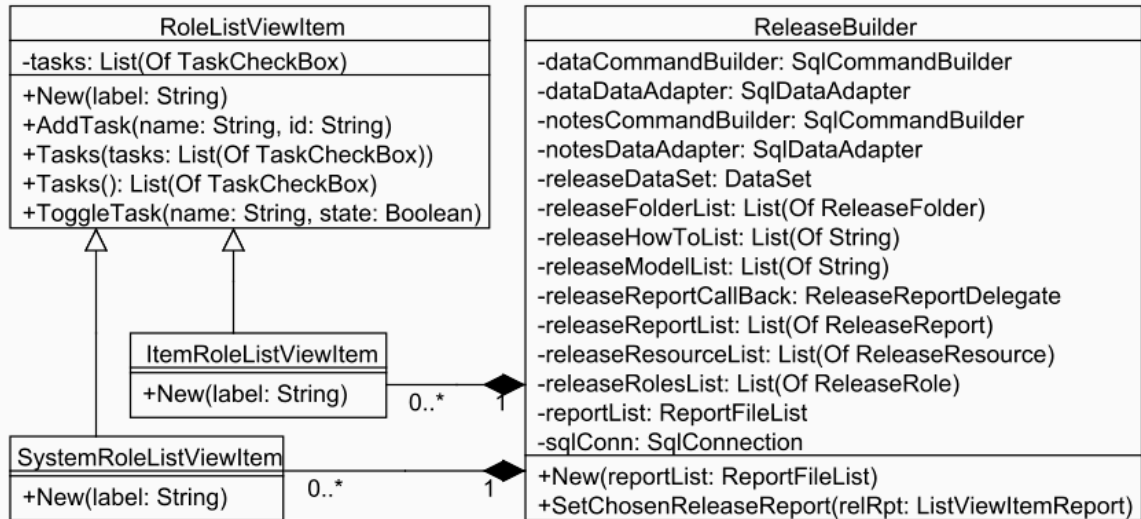 RoleListViewItem
-tasks: List(Of TaskCheckBox)
+New(label: String)
+AddTask(name: String, id: String)
+Tasks(tasks: List(Of TaskCheckBox))
+Tasks(): List(Of TaskCheckBox)
+ToggleTask(name: String, state: Boolean)
ItemRoleListViewItem
+New(label: String)
0..*
1
SystemRoleListViewItem
+New(label: String)
0..*
1
ReleaseBuilder
-dataCommandBuilder: SqlCommandBuilder
-dataDataAdapter: SqlDataAdapter
-notesCommandBuilder: SqlCommandBuilder
-notesDataAdapter: SqlDataAdapter
-releaseDataSet: DataSet
-releaseFolderList: List(Of ReleaseFolder)
-releaseHowToList: List(Of String)
-releaseModelList: List(Of String)
-releaseReportCallBack: ReleaseReportDelegate
-releaseReportList: List(Of ReleaseReport)
-releaseResourceList: List(Of ReleaseResource)
-releaseRolesList: List(Of ReleaseRole)
-reportList: ReportFileList
-sqlConn: SqlConnection
+New(reportList: ReportFileList)
+SetChosenReleaseReport(relRpt: ListViewItemReport)